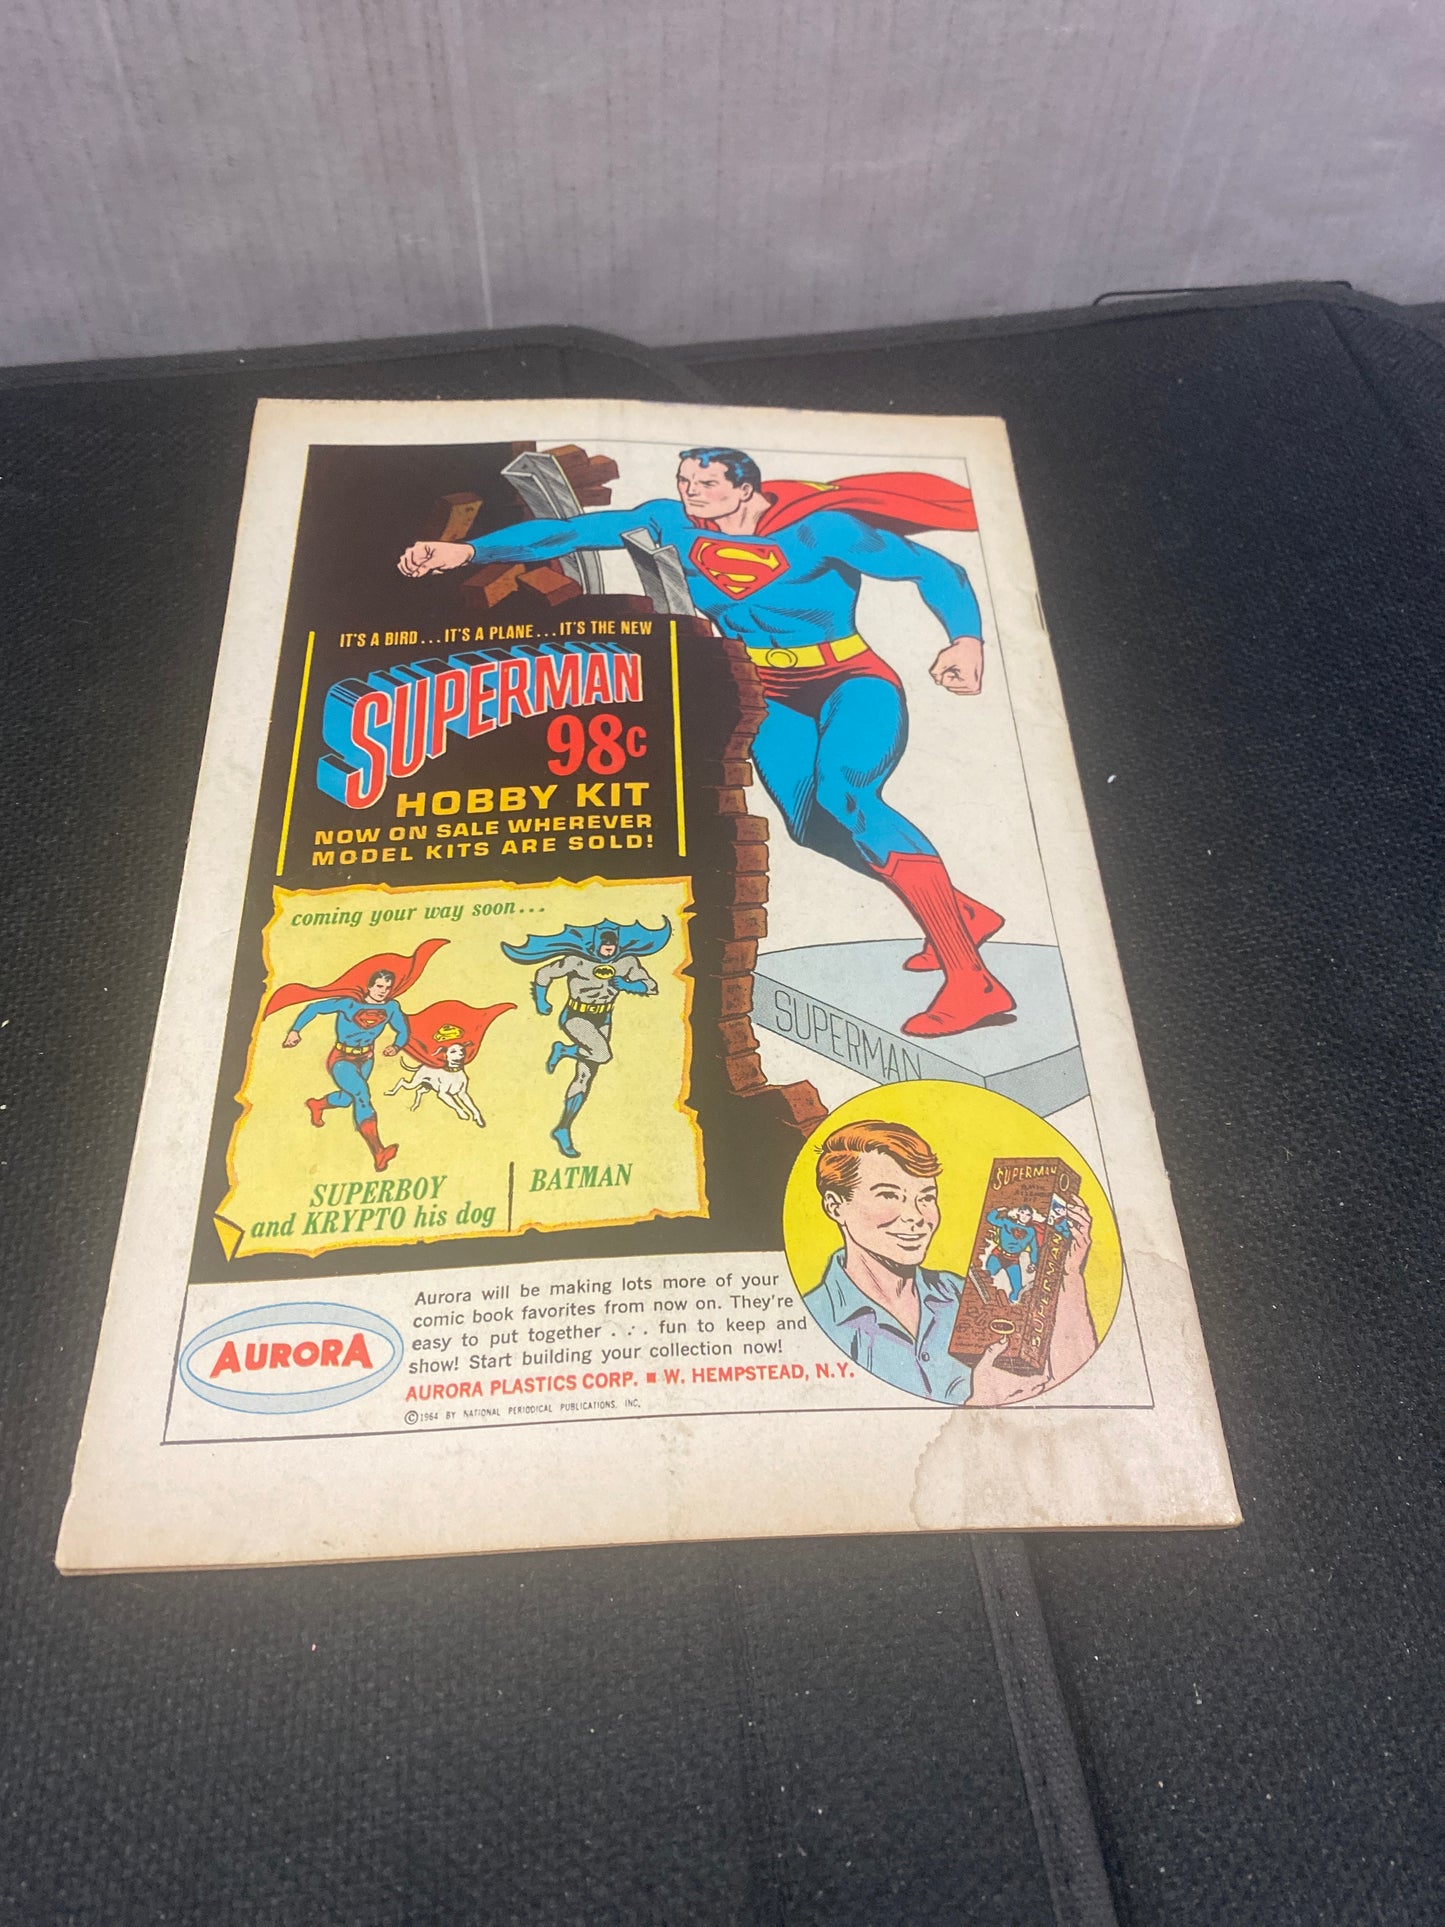 IT'S A BIRD...IT'S A PLANE...IT'S THE NEW
SUPERMAN
98c
HOBBY KIT
NOW ON SALE WHEREVER
MODEL KITS ARE SOLD!
coming your way soon...
SUPERBOY
and KRYPTO his dog
BATMAN
SUPERMAN
SUPERMAN
SUPERMAN
Aurora will be making lots more of your
comic book favorites from now on. They're
easy to put together . . . fun to keep and
show! Start building your collection now!
AURORA PLASTICS CORP. ■ W. HEMPSTEAD, N.Y.
©1964 BY NATIONAL PERIODICAL PUBLICATIONS, INC.
AURORA